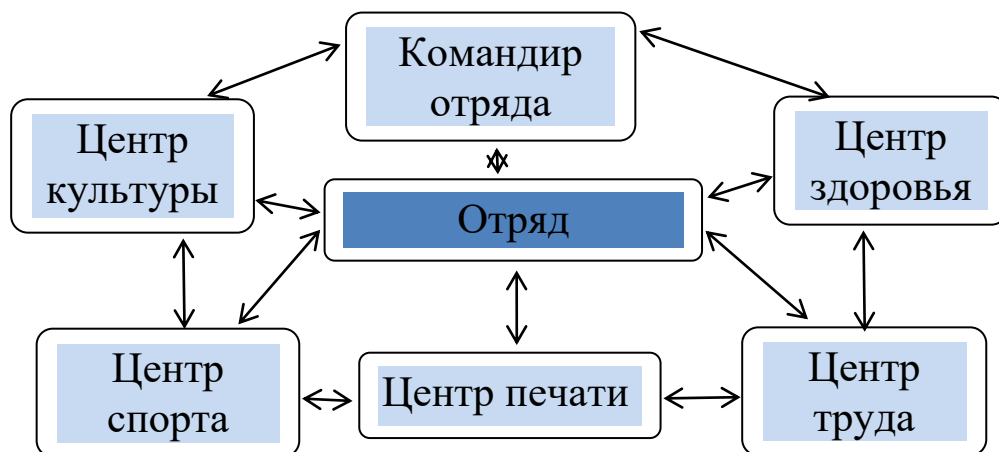 Командир
отряда
Центр
культуры
Центр
здоровья
Отряд
Центр
спорта
Центр печати
Центр
труда